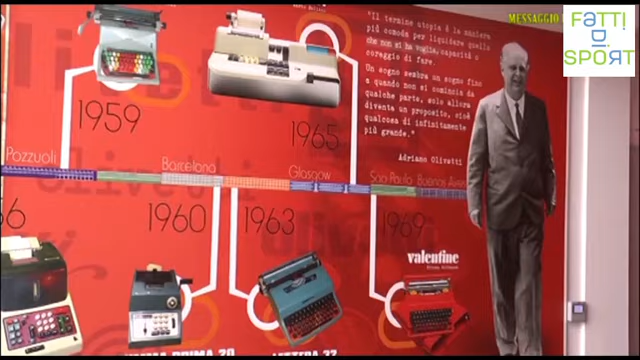 MESSAGGIO
FATTI
DI
SPORT
"Il termine utopia è la maniera
più comoda per liquidare quello
che non si ha voglia, capacità o
coraggio di fare.
Un sogno sembra un sogno fino
a quando non si comincia da
qualche parte, solo allora
diventa un proposito, cioè
qualcosa di infinitamente
più grande."
Adriano Olivetti
1959
1965
Pozzuoli
Barcelona
Glasgow
Sao Paulo
Buenos Aires
olivetti
1960
1963
1969
valentine
LETTERA 32